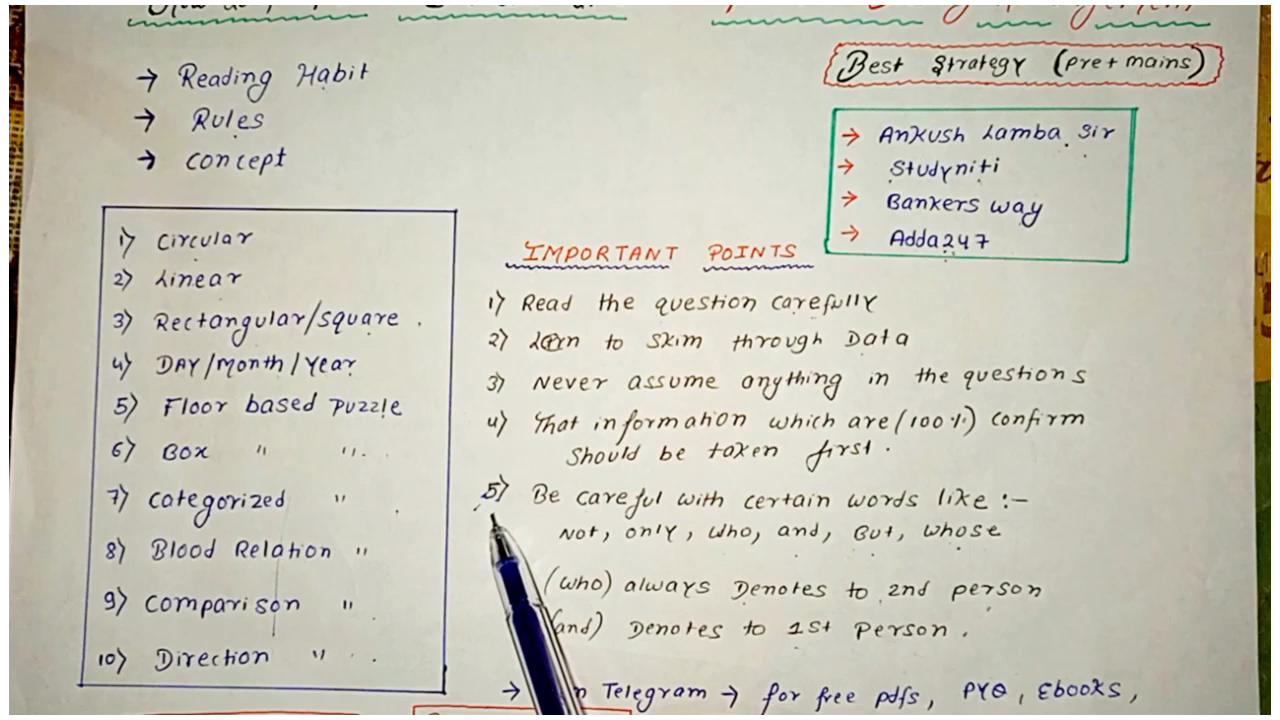 → Reading Habit
→ Rules
→ concept
Best strategy (pre+ mains)
→ Ankush Lamba Sir
→ Studyniti
→ Bankers way
→ Adda247
1) circular
2) Linear
3) Rectangular/square.
4) DAY/month/Year
5) Floor based Puzzle
6) Box " "
7) categorized "
8) Blood Relation "
9) Comparison "
10) Direction "
IMPORTANT POINTS
1) Read the question carefully
2) to skim through Data
3) Never assume anything in the questions
4) That information which are (100%) confirm
should be taken first.
5) Be careful with certain words like :-
Not, only, who, and, But, whose
(who) always Denotes to 2nd person
(and) Denotes to 1st Person.
→ Telegram → for free pdfs, PYQ, Ebooks,